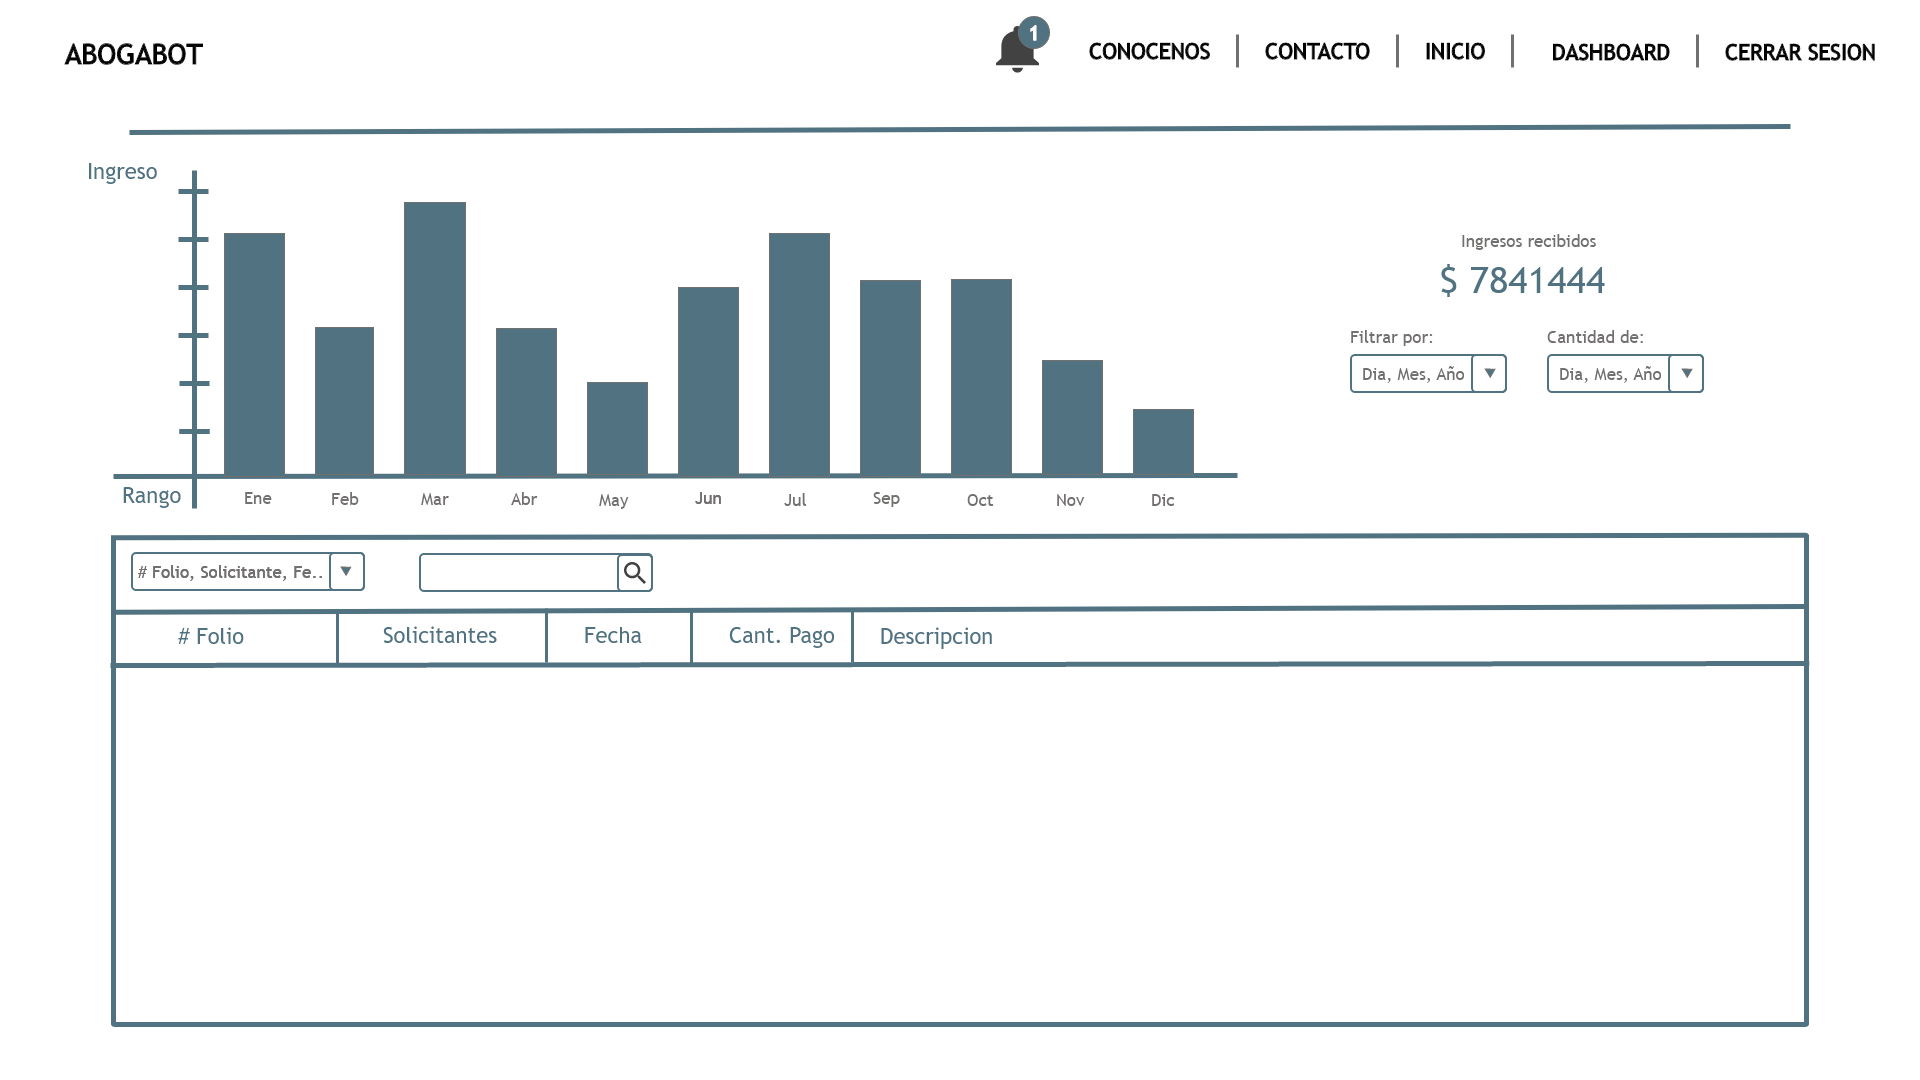 ABOGABOT
1
CONOCENOS
CONTACTO
INICIO
DASHBOARD
CERRAR SESION
Ingreso
Rango
Ene
Feb
Mar
Abr
May
Jun
Jul
Sep
Oct
Nov
Dic
Ingresos recibidos
$ 7841444
Filtrar por:
Cantidad de:
Dia, Mes, Año
Dia, Mes, Año
# Folio, Solicitante, Fe..
# Folio
Solicitantes
Fecha
Cant. Pago
Descripcion